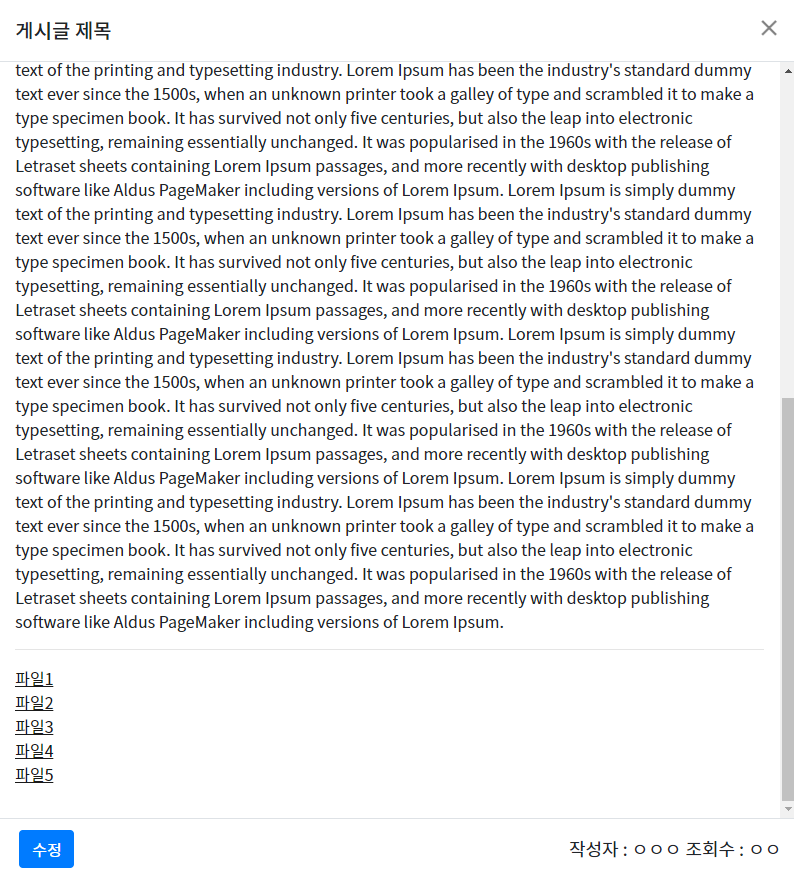 게시글 제목
text of the printing and typesetting industry. Lorem Ipsum has been the industry's standard dummy
text ever since the 1500s, when an unknown printer took a galley of type and scrambled it to make a
type specimen book. It has survived not only five centuries, but also the leap into electronic
typesetting, remaining essentially unchanged. It was popularised in the 1960s with the release of
Letraset sheets containing Lorem Ipsum passages, and more recently with desktop publishing
software like Aldus PageMaker including versions of Lorem Ipsum. Lorem Ipsum is simply dummy
text of the printing and typesetting industry. Lorem Ipsum has been the industry's standard dummy
text ever since the 1500s, when an unknown printer took a galley of type and scrambled it to make a
type specimen book. It has survived not only five centuries, but also the leap into electronic
typesetting, remaining essentially unchanged. It was popularised in the 1960s with the release of
Letraset sheets containing Lorem Ipsum passages, and more recently with desktop publishing
software like Aldus PageMaker including versions of Lorem Ipsum. Lorem Ipsum is simply dummy
text of the printing and typesetting industry. Lorem Ipsum has been the industry's standard dummy
text ever since the 1500s, when an unknown printer took a galley of type and scrambled it to make a
type specimen book. It has survived not only five centuries, but also the leap into electronic
typesetting, remaining essentially unchanged. It was popularised in the 1960s with the release of
Letraset sheets containing Lorem Ipsum passages, and more recently with desktop publishing
software like Aldus PageMaker including versions of Lorem Ipsum. Lorem Ipsum is simply dummy
text of the printing and typesetting industry. Lorem Ipsum has been the industry's standard dummy
text ever since the 1500s, when an unknown printer took a galley of type and scrambled it to make a
type specimen book. It has survived not only five centuries, but also the leap into electronic
typesetting, remaining essentially unchanged. It was popularised in the 1960s with the release of
Letraset sheets containing Lorem Ipsum passages, and more recently with desktop publishing
software like Aldus PageMaker including versions of Lorem Ipsum.
파일1
파일2
파일3
파일4
파일5
수정 작성자 : ㅇㅇㅇ 조회수 : ㅇㅇ